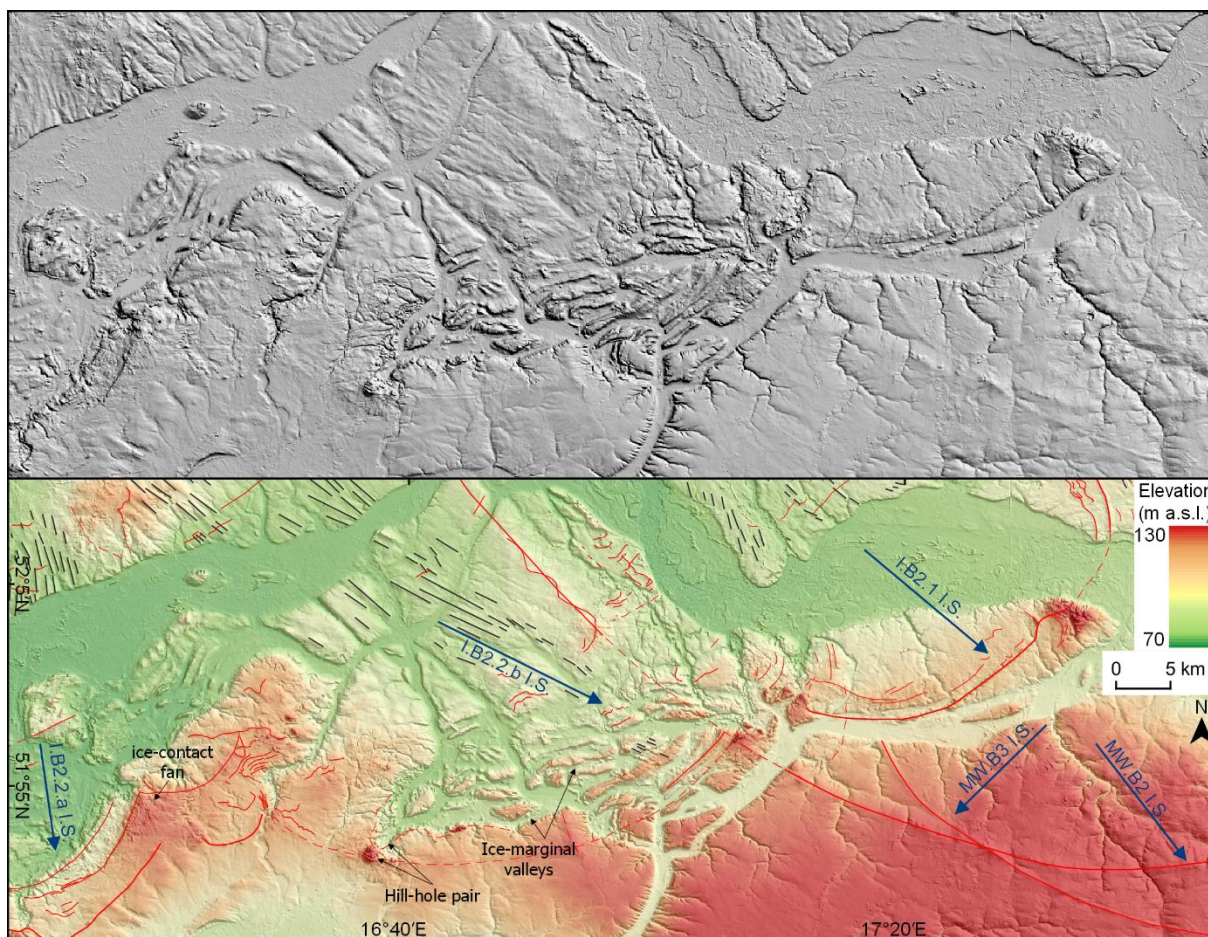 Elevation
(m a.s.l.)
130
70
0 5 km
N
52°5'N
51°55'N
I.B2.1 I.S.
I.B2.2.b I.S.
I.B2.2.a I.S.
MW.B3 I.S.
MW.B2 I.S.
ice-contact
fan
Ice-marginal
valleys
Hill-hole pair
16°40′E
17°20′E